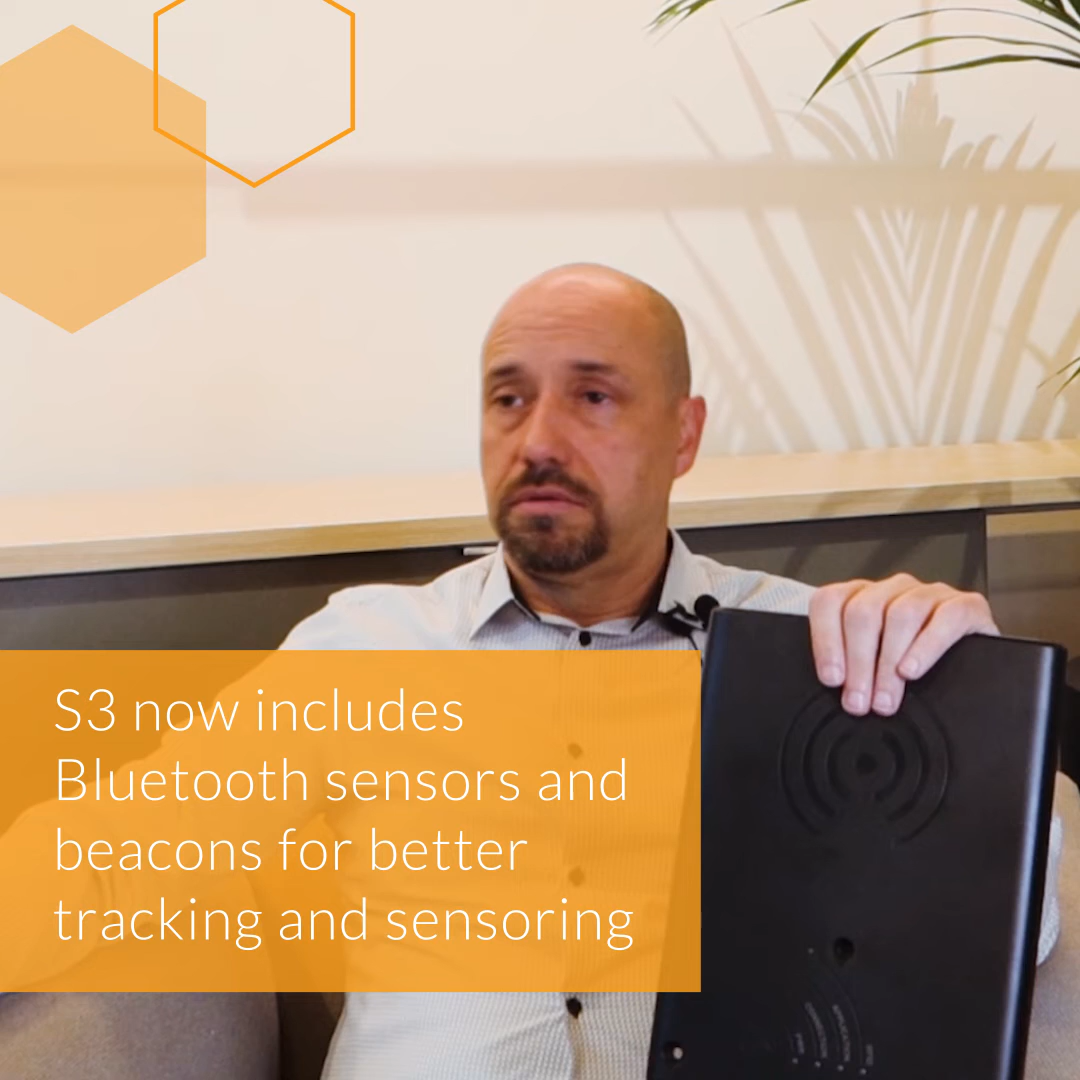 S3 now includes
Bluetooth sensors and
beacons for better
tracking and sensoring